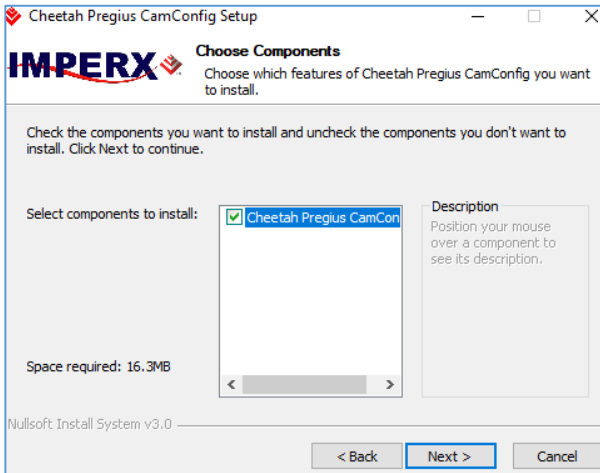 Cheetah Pregius CamConfig Setup
IMPERX
Choose Components
Choose which features of Cheetah Pregius CamConfig you want
to install.
Check the components you want to install and uncheck the components you don't want to
install. Click Next to continue.
Select components to install:
Cheetah Pregius CamCon
Description
Position your mouse
over a component to
see its description.
Space required: 16.3MB
Nullsoft Install System v3.0
< Back
Next >
Cancel